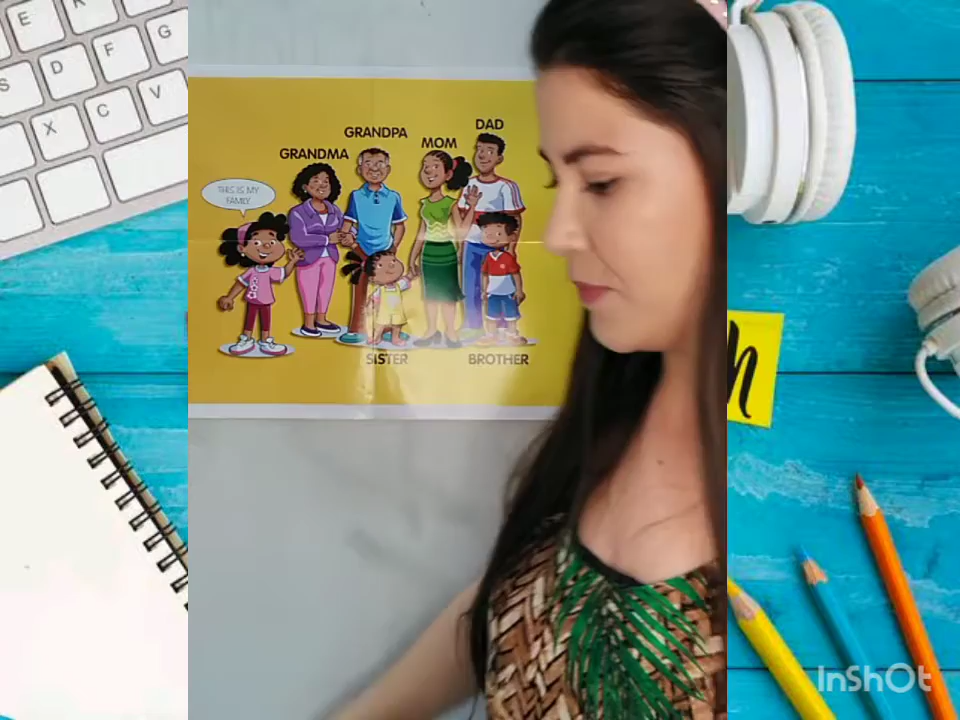 E R
S D F G
X C V
GRANDPA
DAD
GRANDMA
MOM
THIS IS MY
FAMILY
SISTER
BROTHER
InShOt